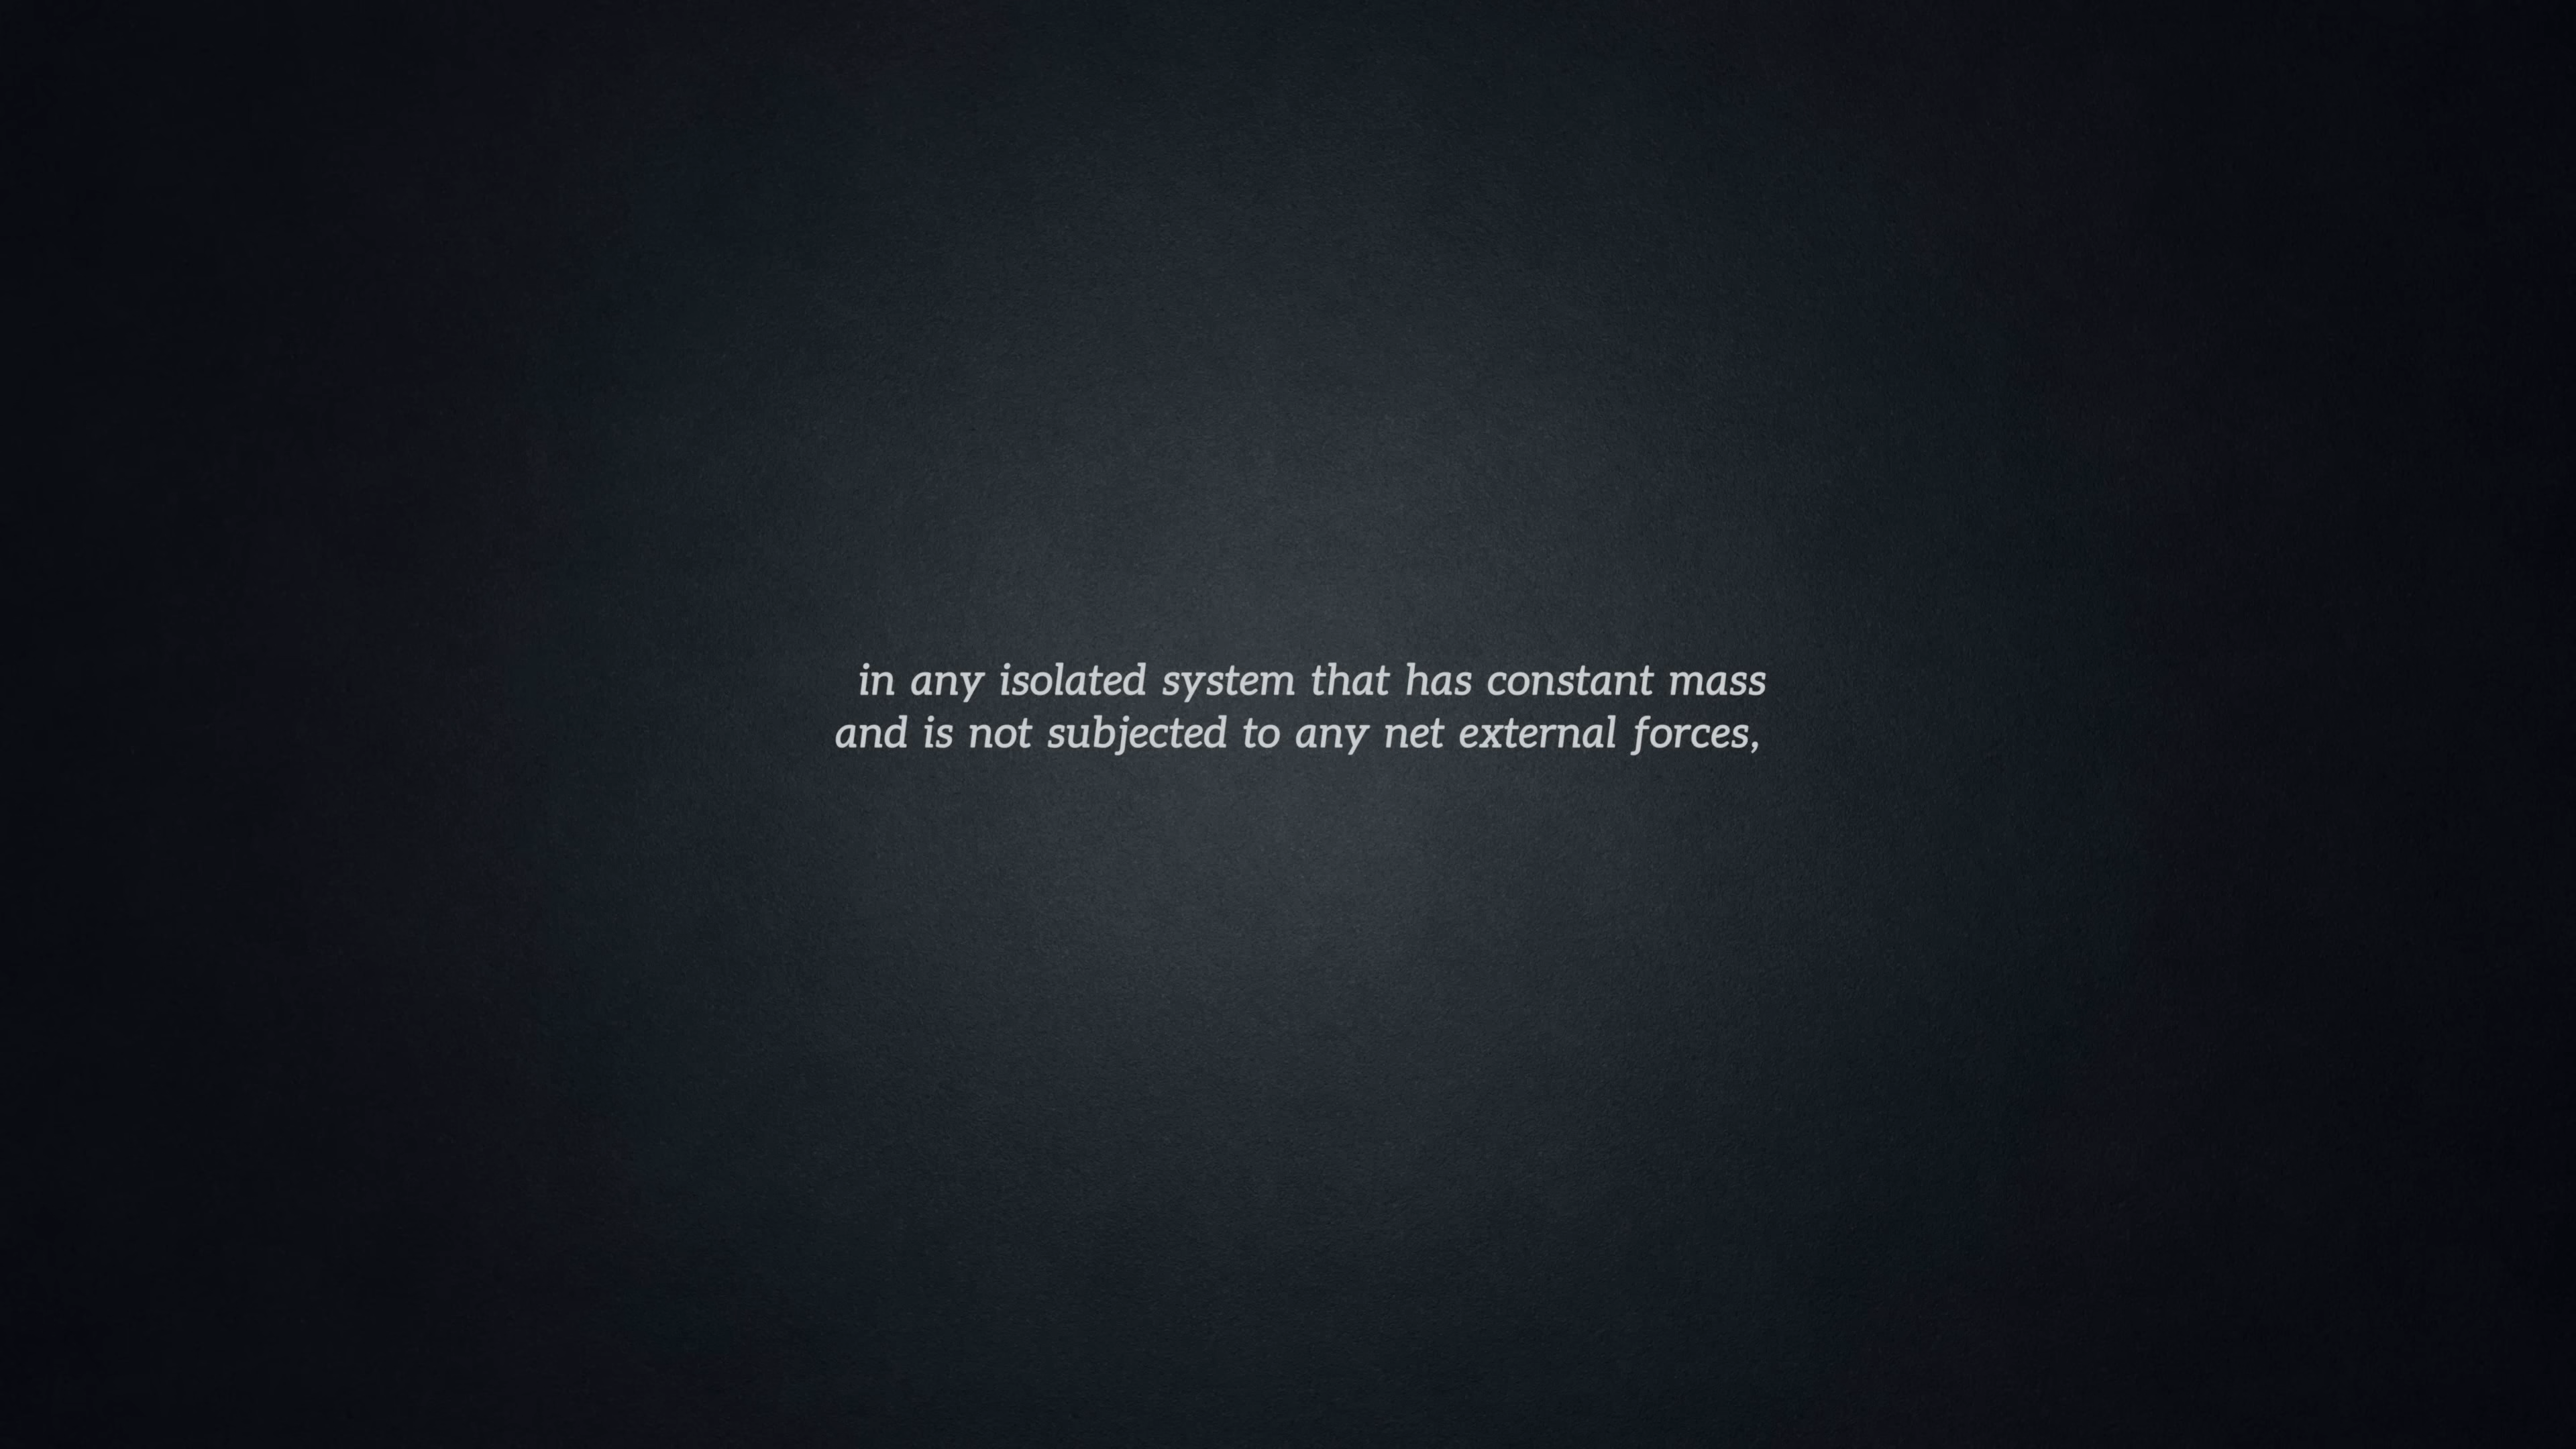 in any isolated system that has constant mass
and is not subjected to any net external forces,